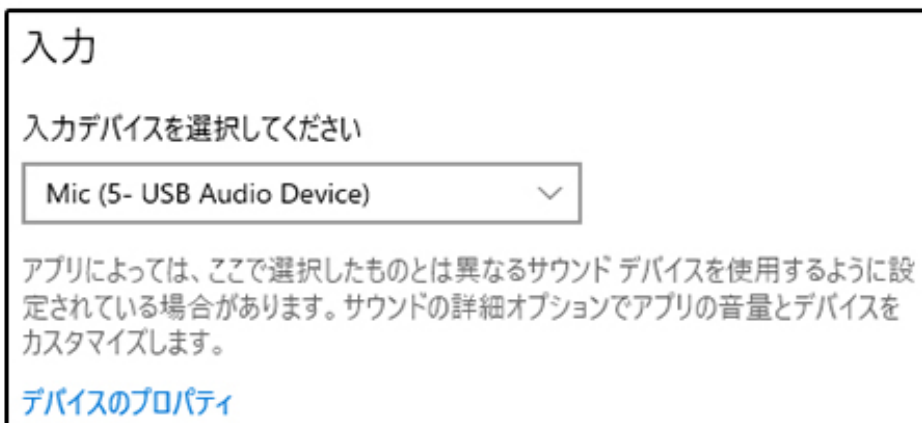 入力
入力デバイスを選択してください
Mic (5- USB Audio Device)
アプリによっては、ここで選択したものとは異なるサウンド デバイスを使用するように設
定されている場合があります。サウンドの詳細オプションでアプリの音量とデバイスを
カスタマイズします。
デバイスのプロパティ